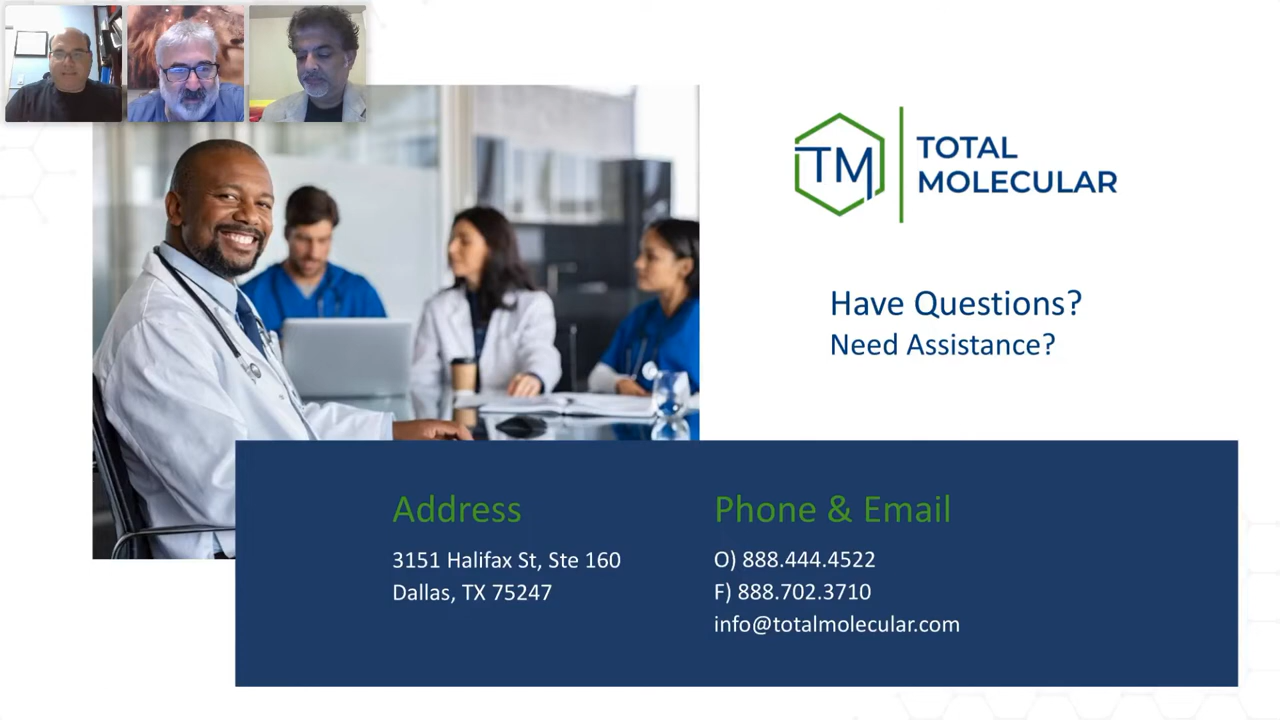 TM
TOTAL
MOLECULAR
Have Questions?
Need Assistance?
Address
3151 Halifax St, Ste 160
Dallas, TX 75247
Phone & Email
O) 888.444.4522
F) 888.702.3710
info@totalmolecular.com